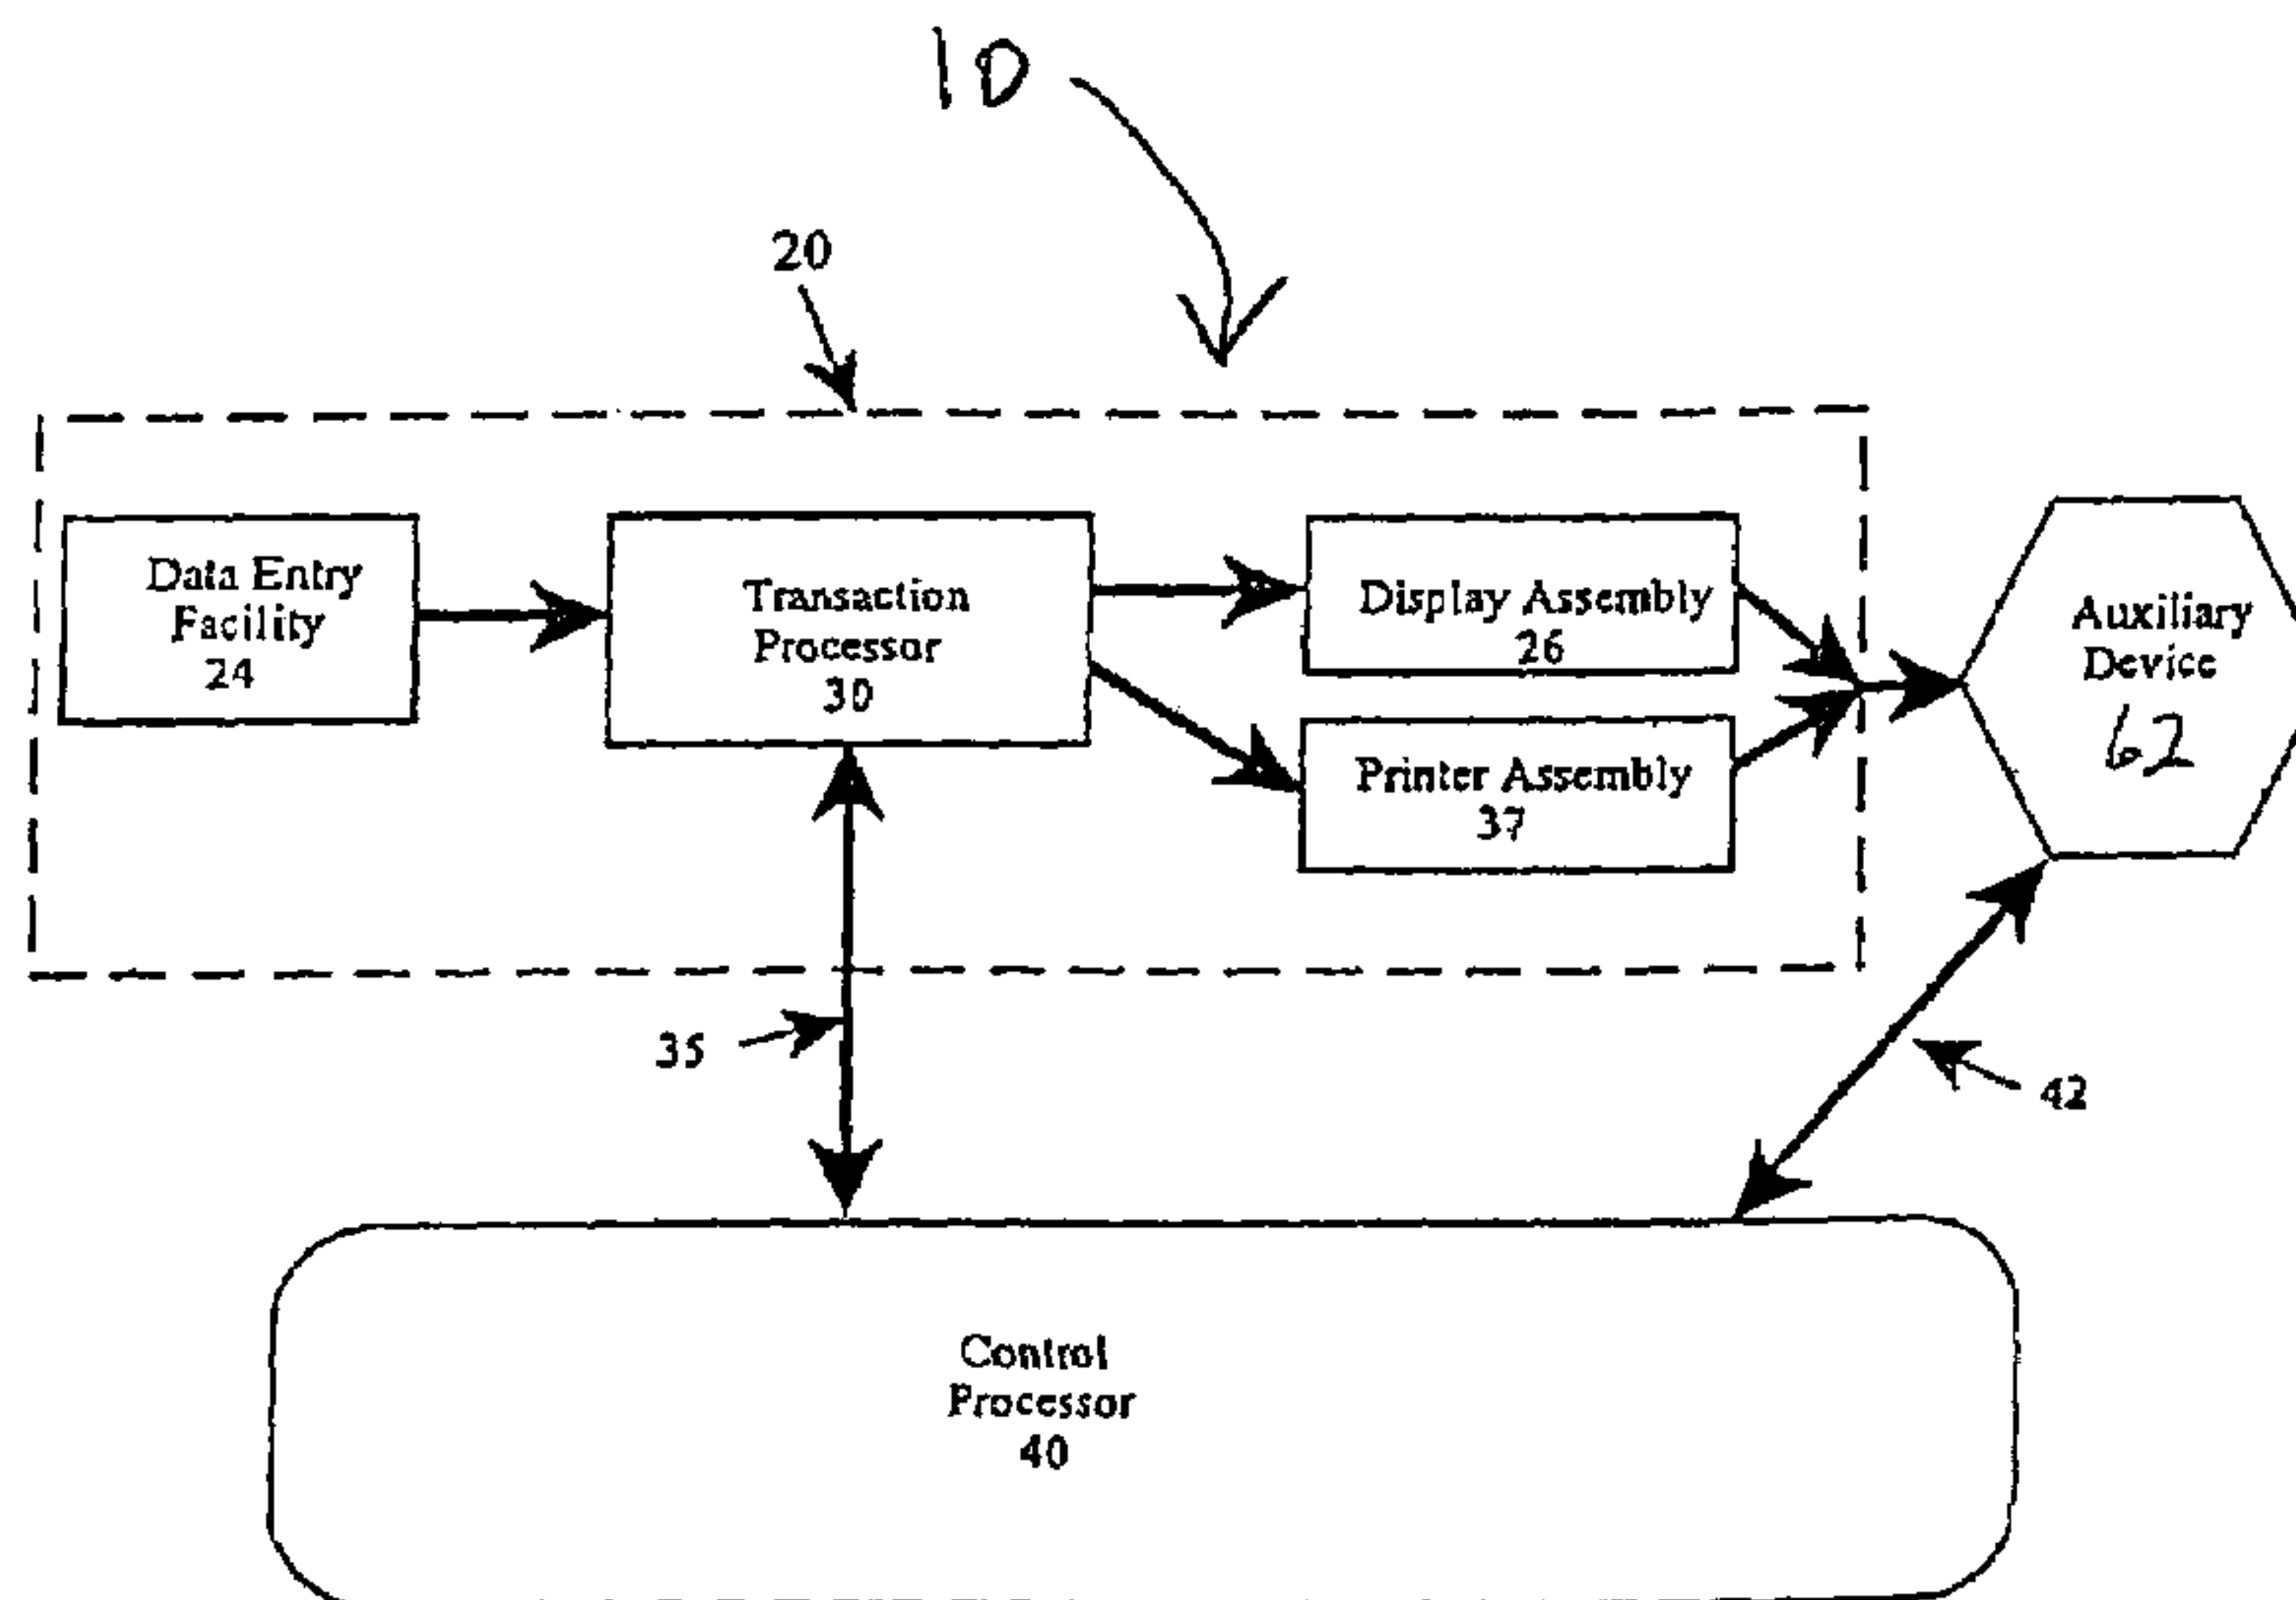 10
20
Data Entry
Facility
24
Transaction
Processor
30
Display Assembly
26
Printer Assembly
37
Auxiliary
Device
62
35
42
Control
Processor
40